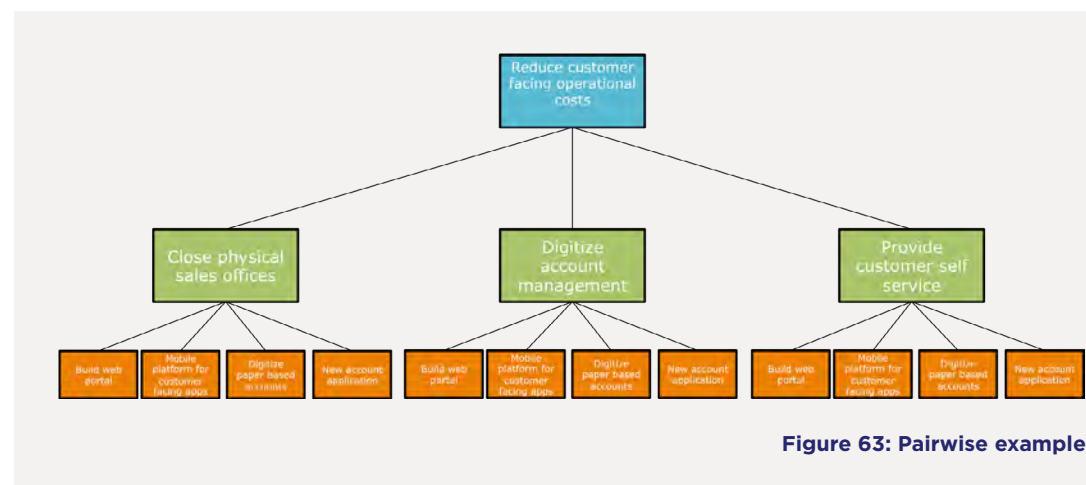 Reduce customer
facing operational
costs
Close physical
sales offices
Digitize
account
management
Provide
customer self
service
Build web
portal
Mobile
platform for
customer
facing apps
Digitize
paper based
accounts
New account
application
Build web
portal
Mobile
platform for
customer
facing apps
Digitize
paper based
accounts
New account
application
Build web
portal
Mobile
platform for
customer
facing apps
Digitize
paper based
accounts
New account
application
Figure 63: Pairwise example